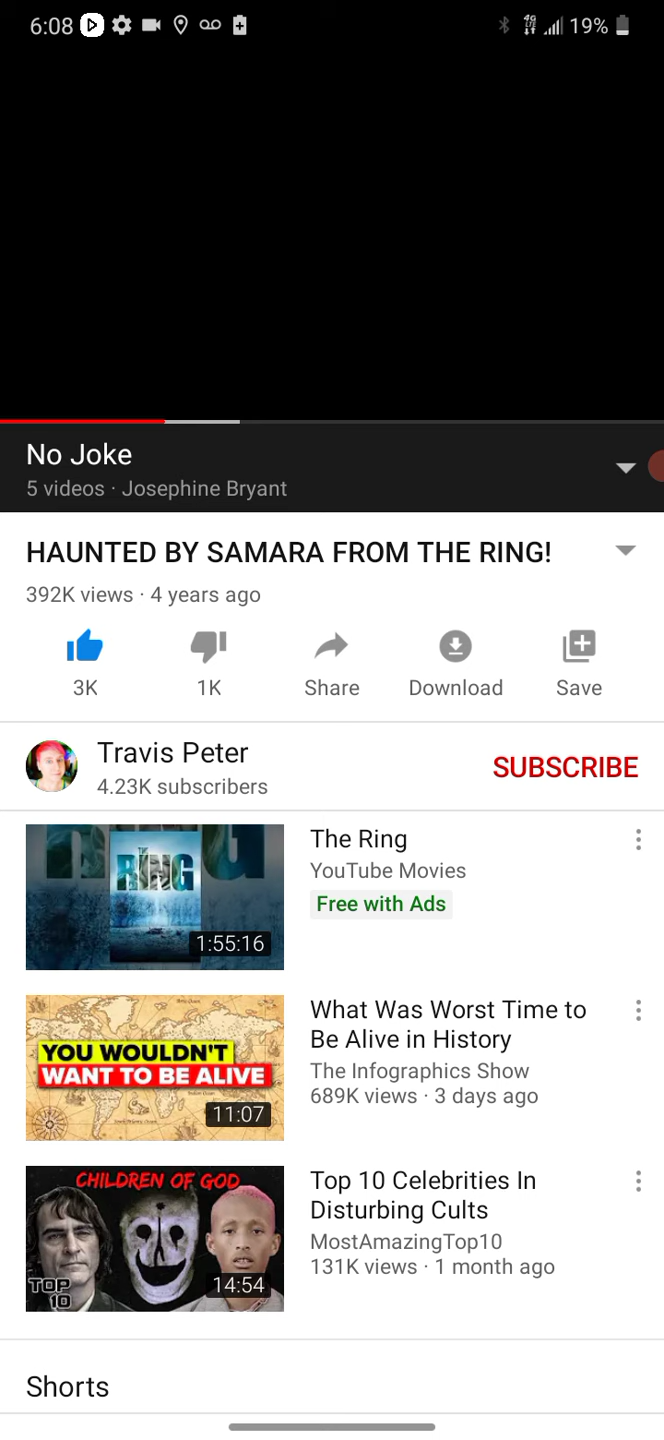 6:08
4G
LTE
19%
No Joke
5 videos · Josephine Bryant
HAUNTED BY SAMARA FROM THE RING!
392K views · 4 years ago
3K
1K
Share
Download
Save
Travis Peter
4.23K subscribers
SUBSCRIBE
THE
RING
1:55:16
The Ring
YouTube Movies
Free with Ads
YOU WOULDN'T
WANT TO BE ALIVE
11:07
What Was Worst Time to
Be Alive in History
The Infographics Show
689K views · 3 days ago
CHILDREN OF GOD
TOP
10
14:54
Top 10 Celebrities In
Disturbing Cults
MostAmazingTop10
131K views · 1 month ago
Shorts